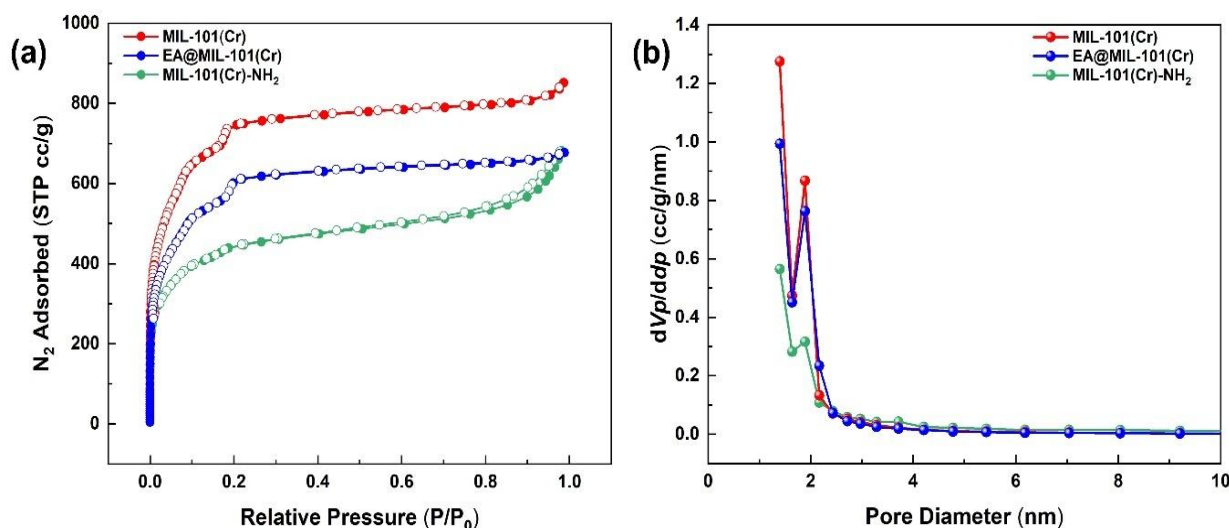 (a)
1000
800
600
400
200
0
N₂ Adsorbed (STP cc/g)
MIL-101(Cr)
EA@MIL-101(Cr)
MIL-101(Cr)-NH₂
0.0 0.2 0.4 0.6 0.8 1.0
Relative Pressure (P/P₀)
(b)
1.4
1.2
1.0
0.8
0.6
0.4
0.2
0.0
dVp/ddp (cc/g/nm)
MIL-101(Cr)
EA@MIL-101(Cr)
MIL-101(Cr)-NH₂
0 2 4 6 8 10
Pore Diameter (nm)